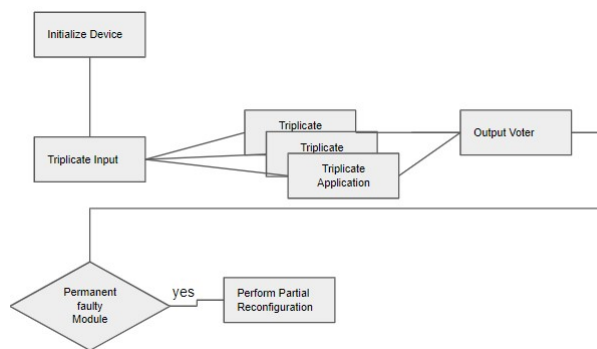 Initialize Device
Triplicate Input
Triplicate
Triplicate
Triplicate
Application
Output Voter
Permanent
faulty
Module
yes
Perform Partial
Reconfiguration